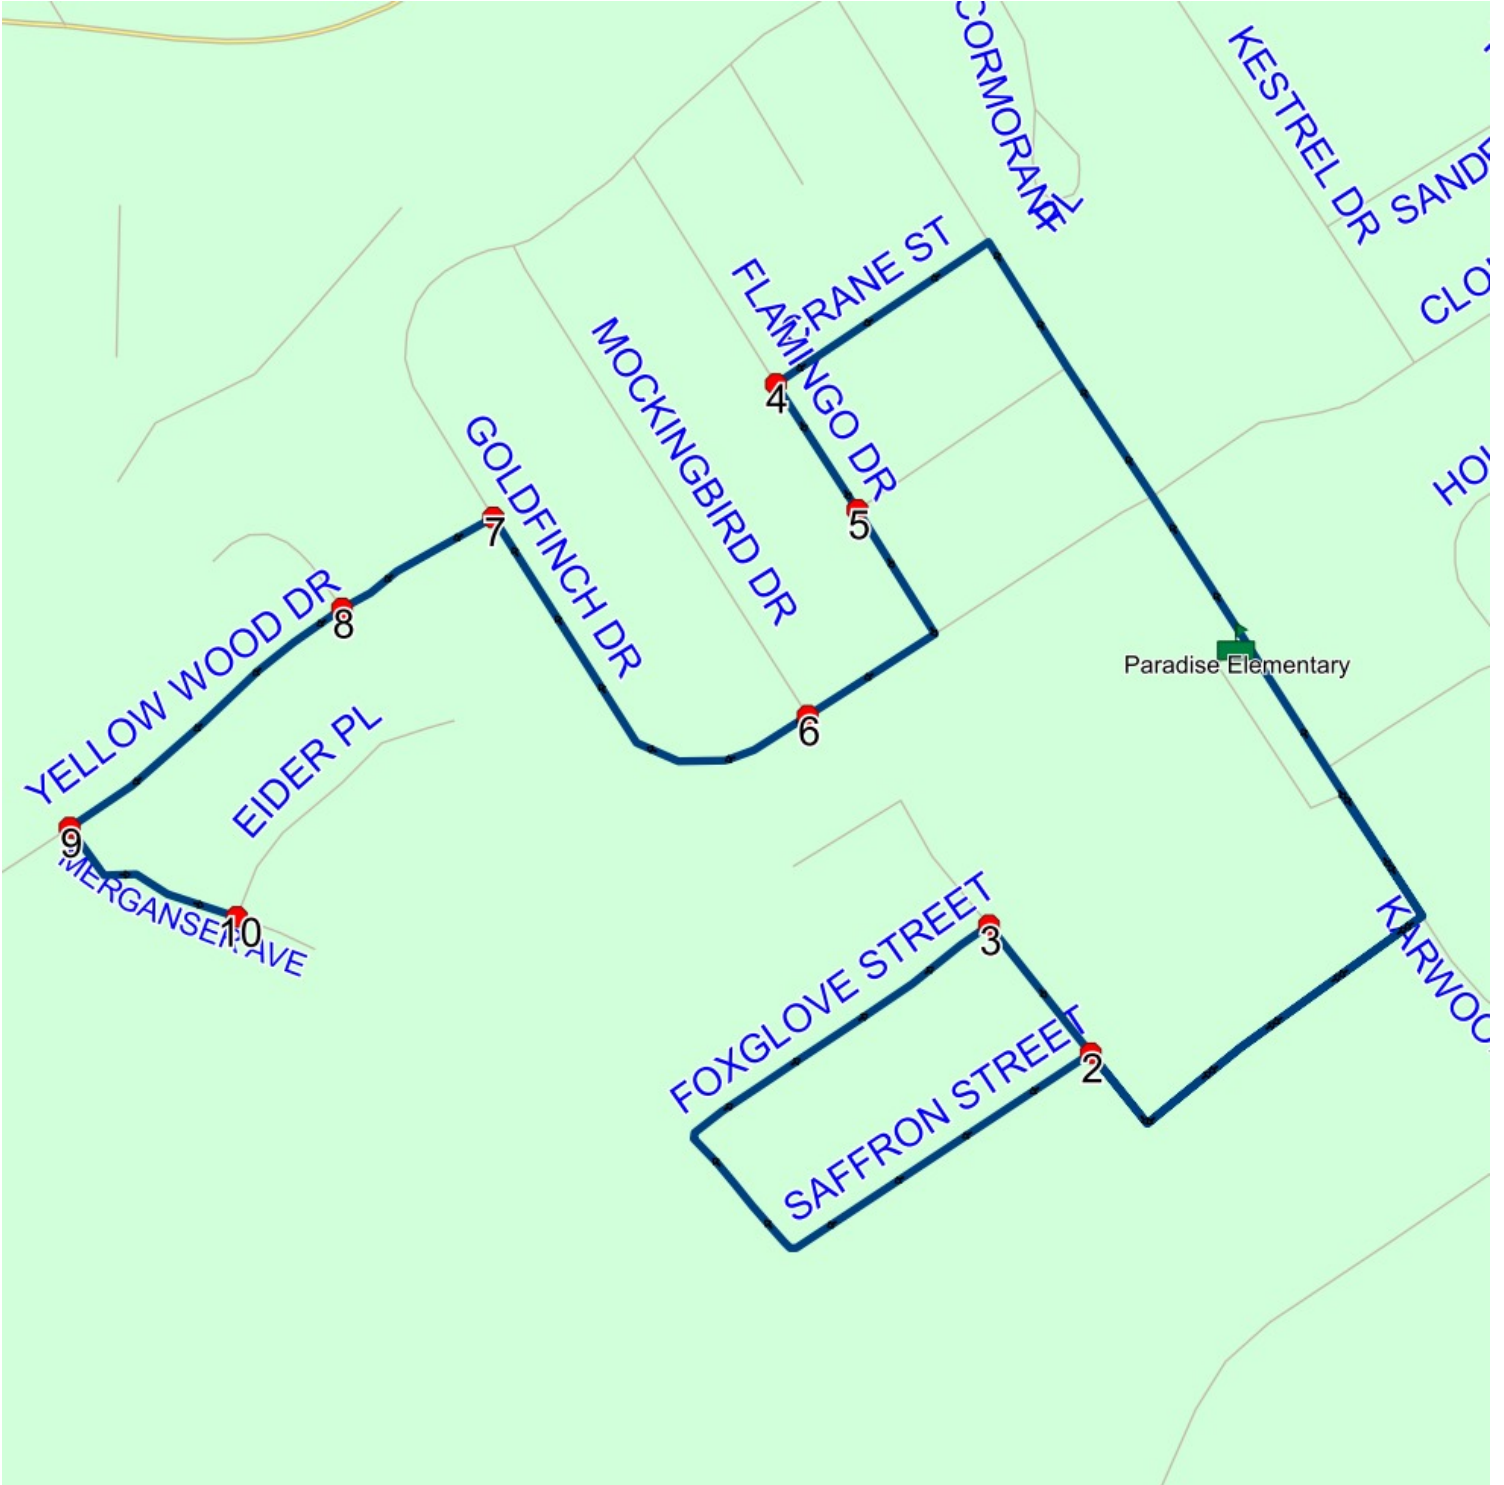 CORMORANT
PL
KESTREL DR
CRANE ST
FLAMINGO DR
MOCKINGBIRD DR
4
GOLDFINCH DR
5
7
YELLOW WOOD DR
8
Paradise Elementary
EIDER PL
6
9
MERGANSER AVE
10
FOXGLOVE STREET
3
SAFFRON STREET
2
KARWOO
SAND
CLO
HO